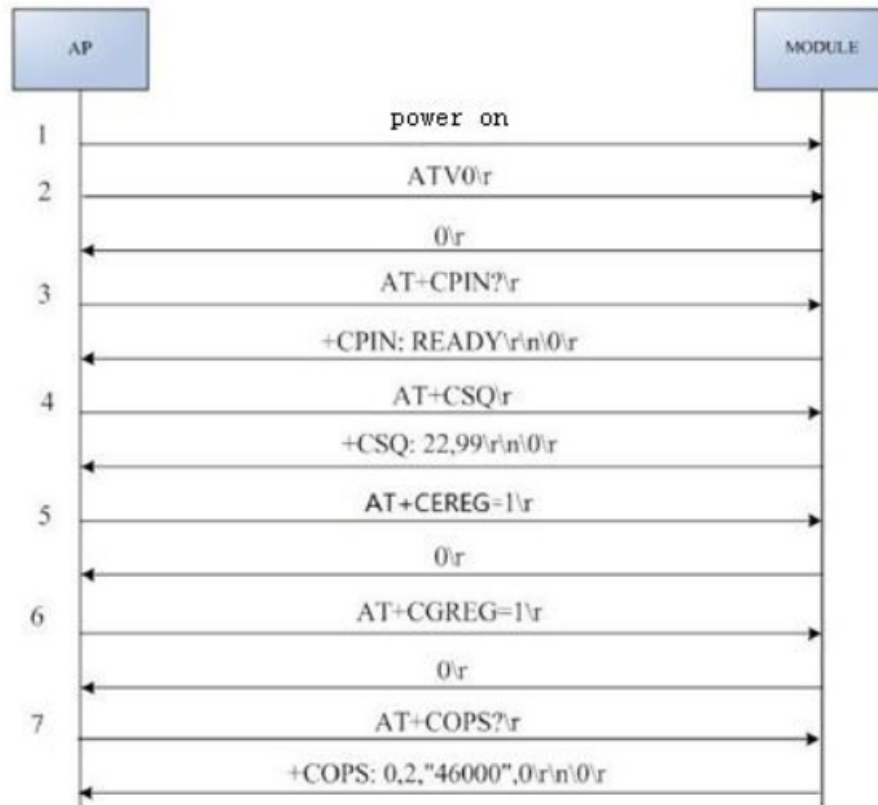 AP
MODULE
1
power on
2
ATV0\r
0\r
3
AT+CPIN?\r
+CPIN: READY\r\n\0\r
4
AT+CSQ\r
+CSQ: 22,99\r\n\0\r
5
AT+CEREG=1\r
0\r
6
AT+CGREG=1\r
0\r
7
AT+COPS?\r
+COPS: 0,2,"46000",0\r\n\0\r